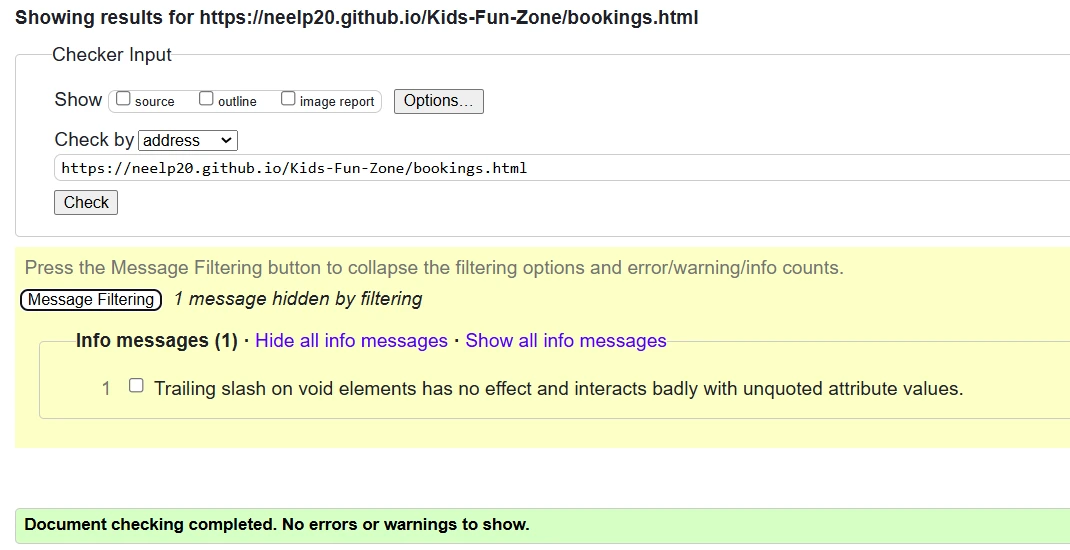 Showing results for https://neelp20.github.io/Kids-Fun-Zone/bookings.html
Checker Input
Show source outline image report Options...
Check by address
https://neelp20.github.io/Kids-Fun-Zone/bookings.html
Check
Press the Message Filtering button to collapse the filtering options and error/warning/info counts.
Message Filtering 1 message hidden by filtering
Info messages (1) · Hide all info messages · Show all info messages
1 Trailing slash on void elements has no effect and interacts badly with unquoted attribute values.
Document checking completed. No errors or warnings to show.